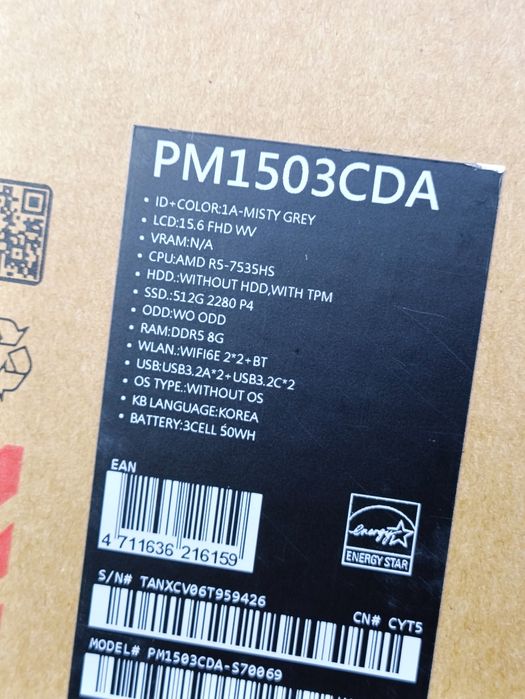 PM1503CDA
• ID+COLOR:1A-MISTY GREY
• LCD:15.6 FHD WV
• VRAM:N/A
• CPU:AMD R5-7535HS
• HDD.:WITHOUT HDD,WITH TPM
• SSD.:512G 2280 P4
• ODD:WO ODD
• RAM:DDR5 8G
• WLAN.:WIFI6E 2*2+BT
• USB:USB3.2A*2+USB3.2C*2
• OS TYPE.:WITHOUT OS
• KB LANGUAGE:KOREA
• BATTERY:3CELL 50WH
EAN
4 711636 216159
energy
ENERGY STAR
S/N# TANXCV06T959426
CN# CYT5
MODEL# PM1503CDA-S70069